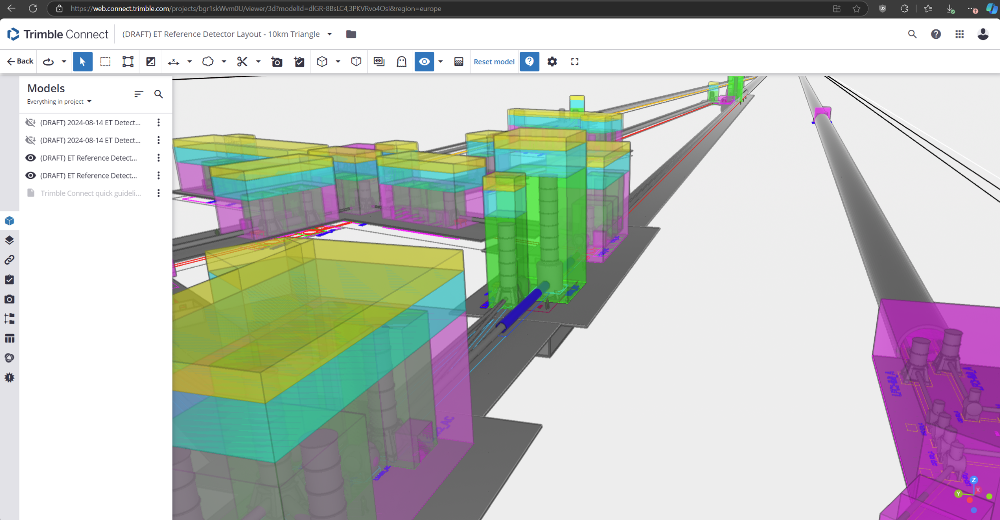 https://web.connect.trimble.com/projects/bgr1skWvm0U/viewer/3d?modelId=dlGR-8BsLC4,3PKVRvo4OsI&region=europe
Trimble Connect
(DRAFT) ET Reference Detector Layout - 10km Triangle
Back
Reset model
Models
Everything in project
(DRAFT) 2024-08-14 ET Detect...
(DRAFT) 2024-08-14 ET Detect...
(DRAFT) ET Reference Detect...
(DRAFT) ET Reference Detect...
Trimble Connect quick guideli...
Z
X
Y